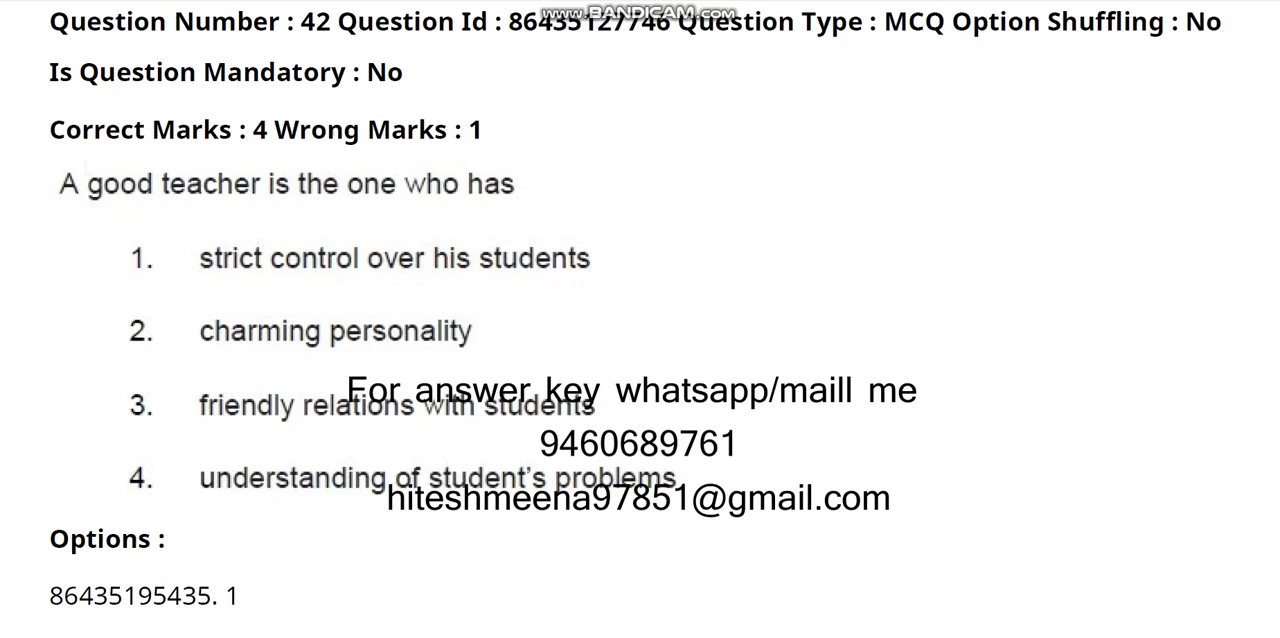 www.BANDICAM.com
Question Number : 42 Question Id : 86435127746 Question Type : MCQ Option Shuffling : No
Is Question Mandatory : No
Correct Marks : 4 Wrong Marks : 1
A good teacher is the one who has
1. strict control over his students
2. charming personality
For answer key whatsapp/maill me
3. friendly relations with students
9460689761
4. understanding of student's problems
hiteshmeena97851@gmail.com
Options :
86435195435. 1